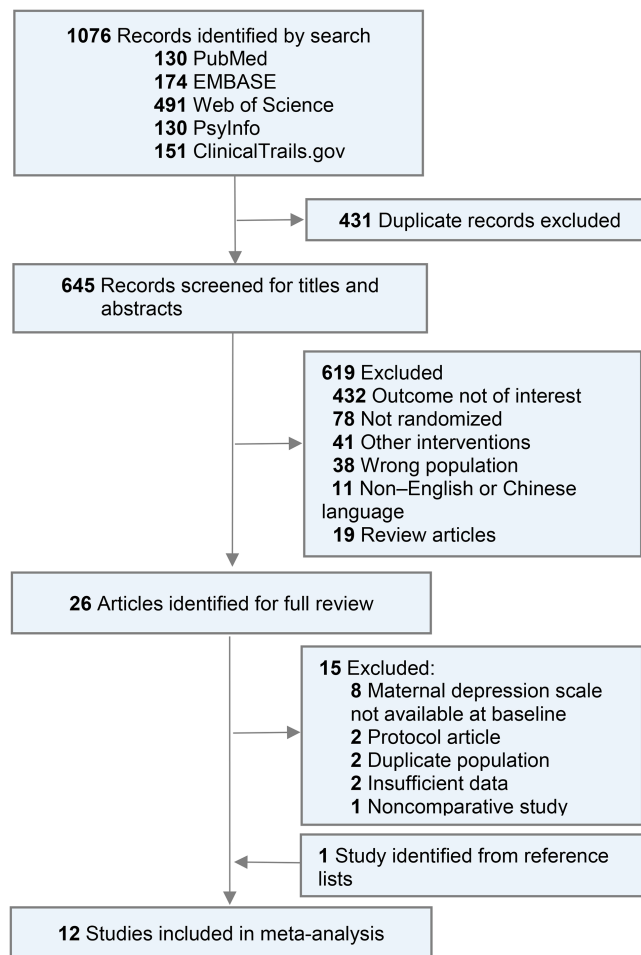 1076 Records identified by search
130 PubMed
174 EMBASE
491 Web of Science
130 PsyInfo
151 ClinicalTrails.gov
431 Duplicate records excluded
645 Records screened for titles and
abstracts
619 Excluded
432 Outcome not of interest
78 Not randomized
41 Other interventions
38 Wrong population
11 Non–English or Chinese
language
19 Review articles
26 Articles identified for full review
15 Excluded:
8 Maternal depression scale
not available at baseline
2 Protocol article
2 Duplicate population
2 Insufficient data
1 Noncomparative study
1 Study identified from reference
lists
12 Studies included in meta-analysis